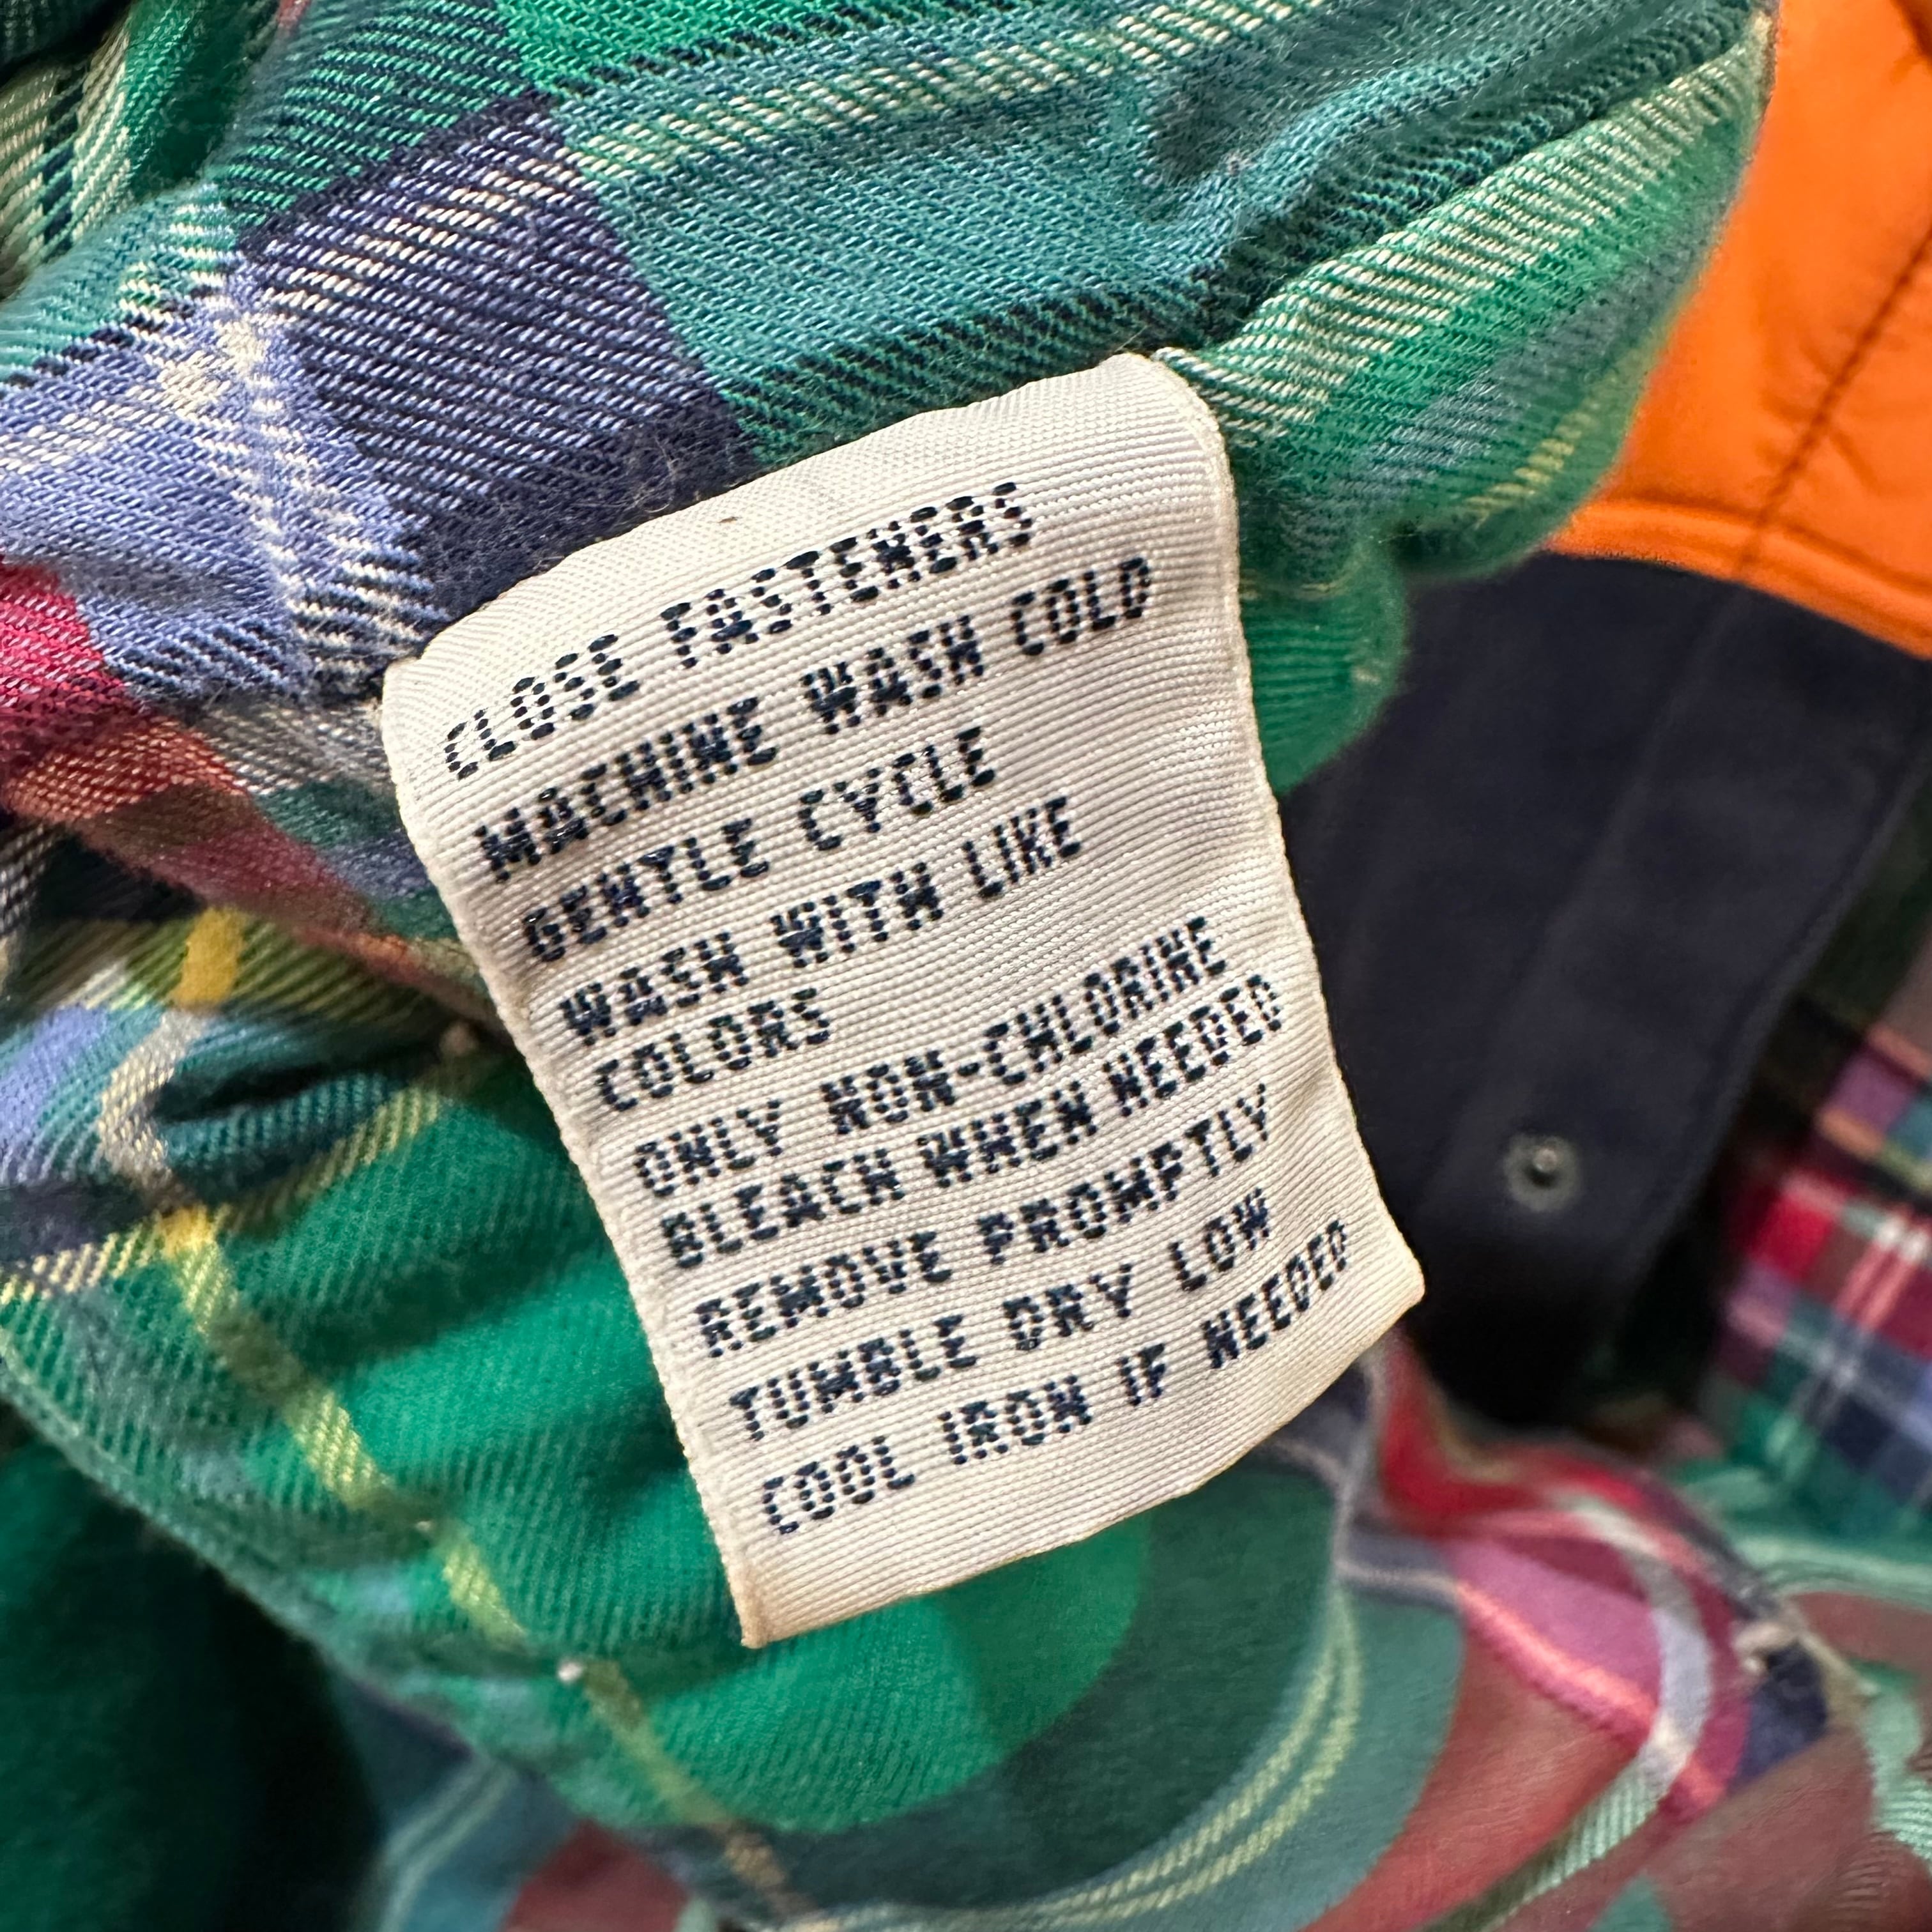 CLOSE FASTENERS
MACHINE WASH COLD
GENTLE CYCLE
WASH WITH LIKE
COLORS
ONLY NON-CHLORINE
BLEACH WHEN NEEDED
REMOVE PROMPTLY
TUMBLE DRY LOW
COOL IRON IF NEEDED